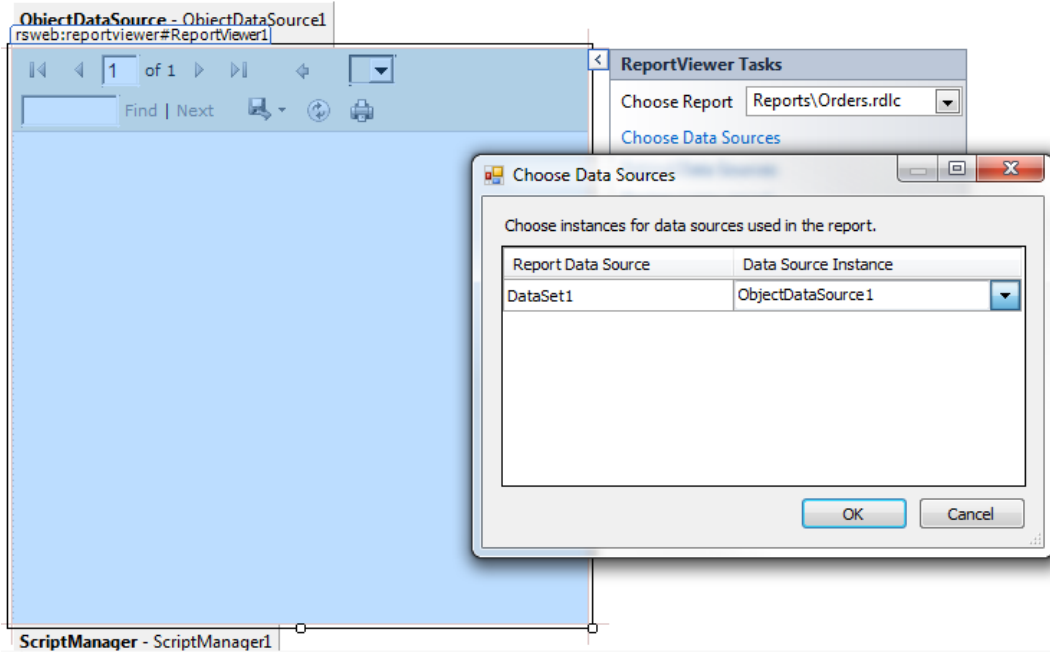 ObjectDataSource - ObjectDataSource1
rsweb:reportviewer#ReportViewer1
1 of 1
Find | Next
ReportViewer Tasks
Choose Report Reports\Orders.rdlc
Choose Data Sources
Choose Data Sources
Choose instances for data sources used in the report.
Report Data Source Data Source Instance
DataSet1 ObjectDataSource1
OK Cancel
ScriptManager - ScriptManager1